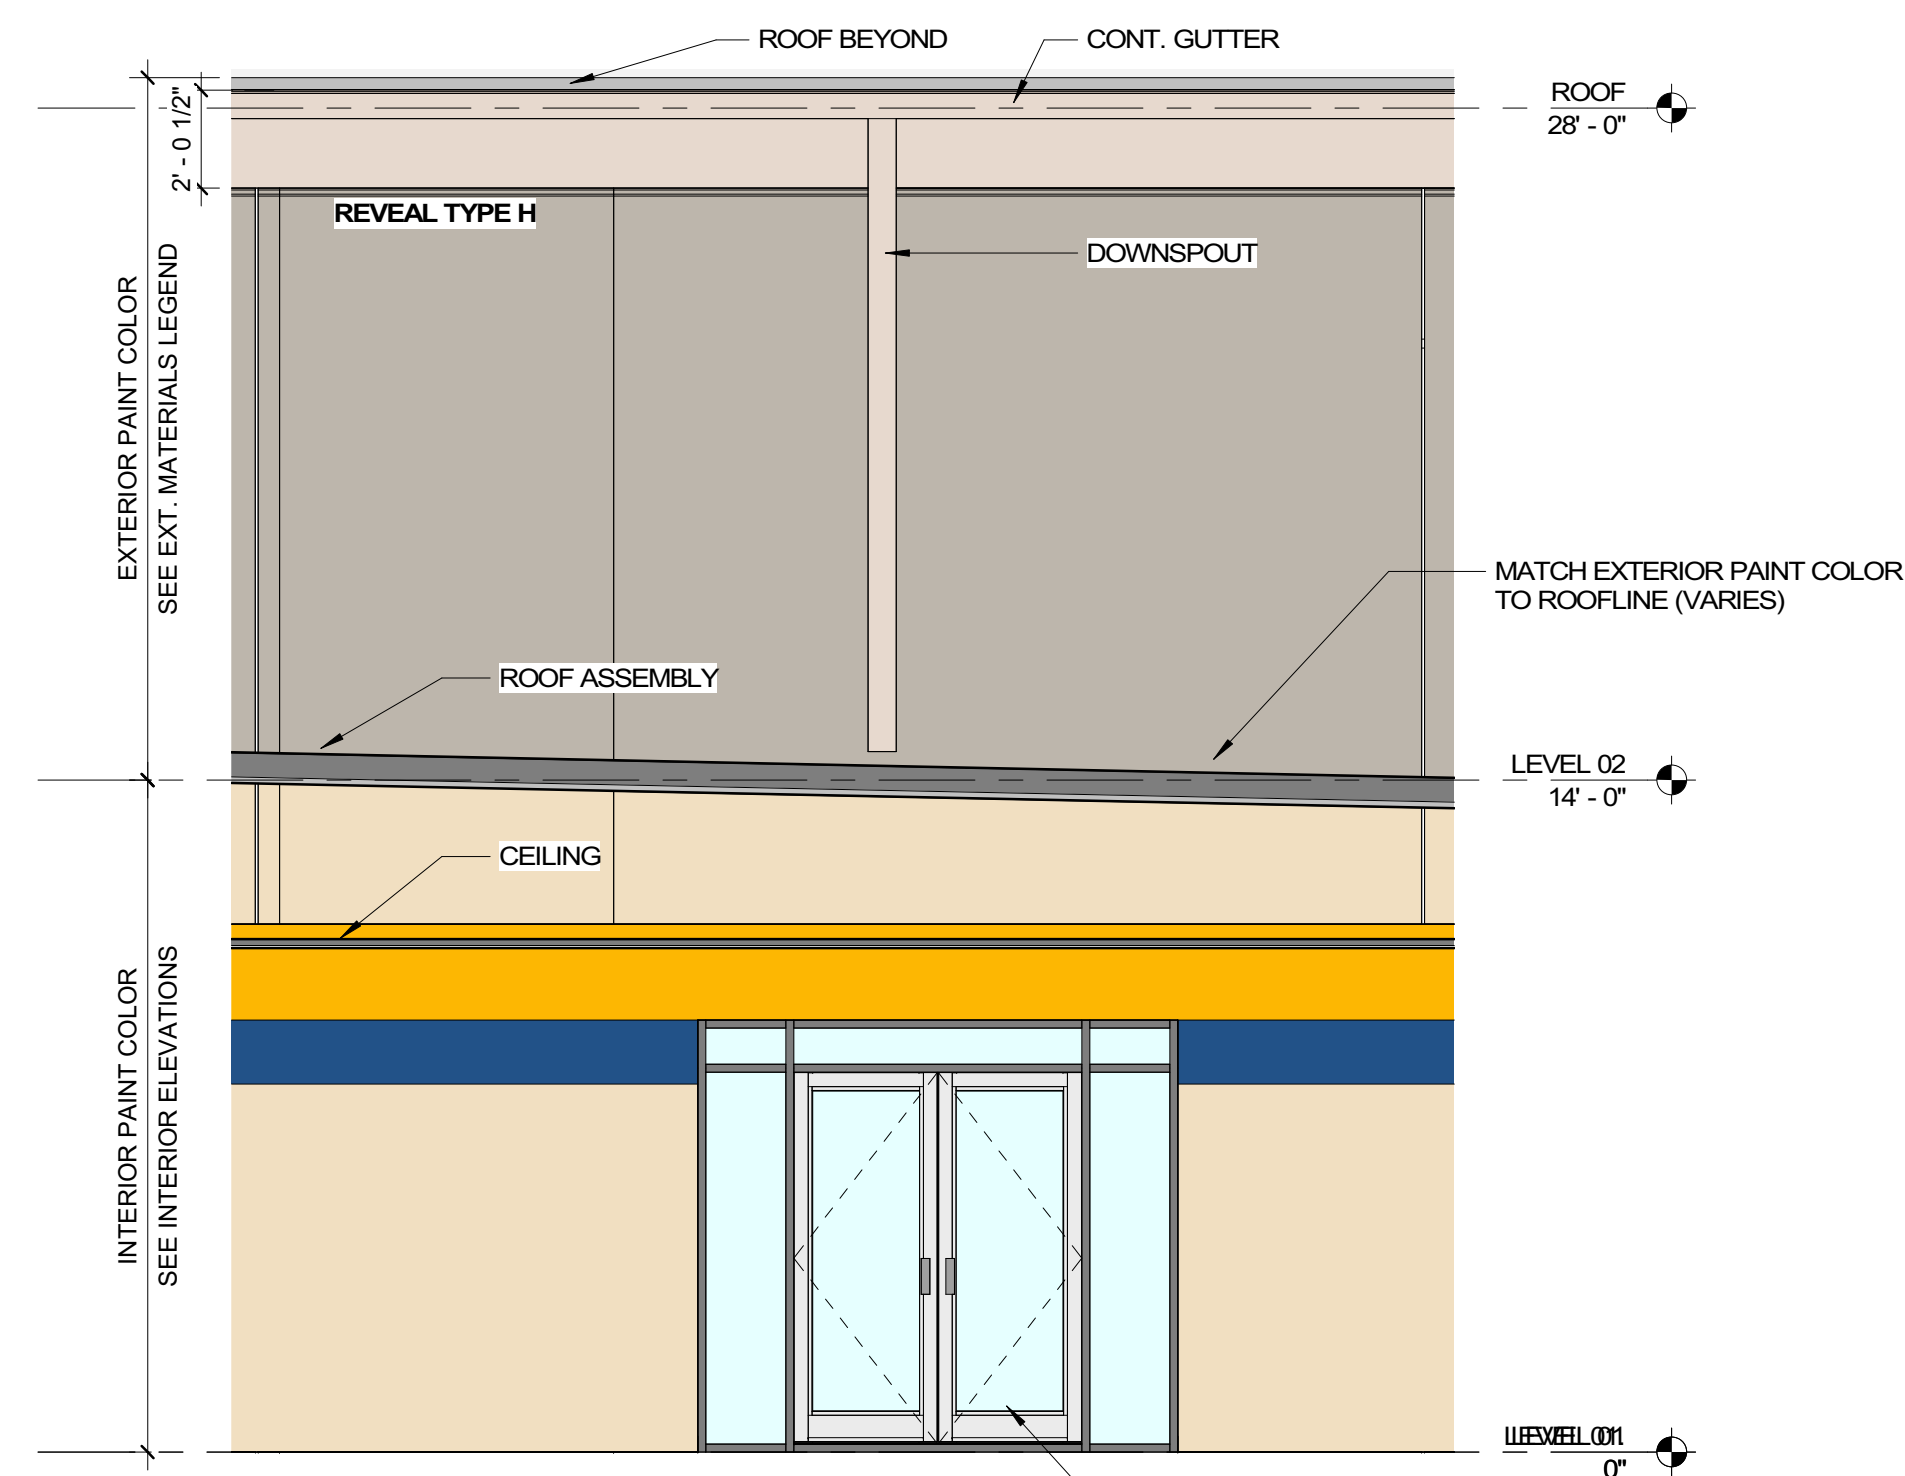 ROOF BEYOND
CONT. GUTTER
ROOF
28' - 0"
2' - 0 1/2"
REVEAL TYPE H
DOWNSPOUT
EXTERIOR PAINT COLOR
SEE EXT. MATERIALS LEGEND
MATCH EXTERIOR PAINT COLOR
TO ROOFLINE (VARIES)
ROOF ASSEMBLY
LEVEL 02
14' - 0"
CEILING
INTERIOR PAINT COLOR
SEE INTERIOR ELEVATIONS
LEVEL 01
0"